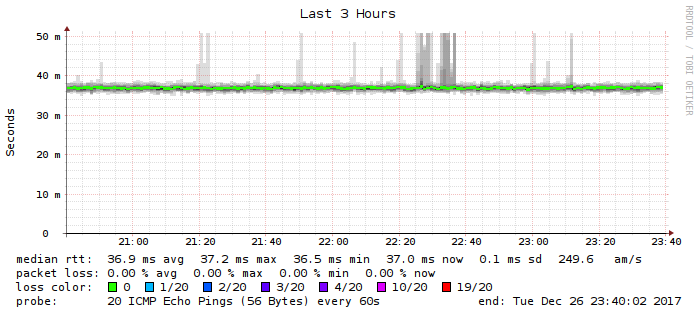 Last 3 Hours
RRDTOOL / TOBI OETIKER
Seconds
50 m
40 m
30 m
20 m
10 m
0
21:00 21:20 21:40 22:00 22:20 22:40 23:00 23:20 23:40
median rtt: 36.9 ms avg 37.2 ms max 36.5 ms min 37.0 ms now 0.1 ms sd 249.6 am/s
packet loss: 0.00 % avg 0.00 % max 0.00 % min 0.00 % now
loss color: 0 1/20 2/20 3/20 4/20 10/20 19/20
probe: 20 ICMP Echo Pings (56 Bytes) every 60s end: Tue Dec 26 23:40:02 2017